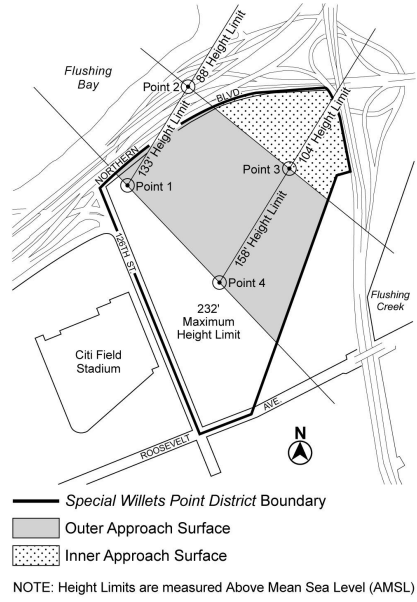 Flushing
Bay
Point 2
88' Height Limit
BLVD.
NORTHERN
133' Height Limit
104' Height Limit
Point 3
Point 1
158' Height Limit
126TH ST.
Point 4
232'
Maximum
Height Limit
Flushing
Creek
Citi Field
Stadium
ROOSEVELT
AVE.
N
Special Willets Point District Boundary
Outer Approach Surface
Inner Approach Surface
NOTE: Height Limits are measured Above Mean Sea Level (AMSL)